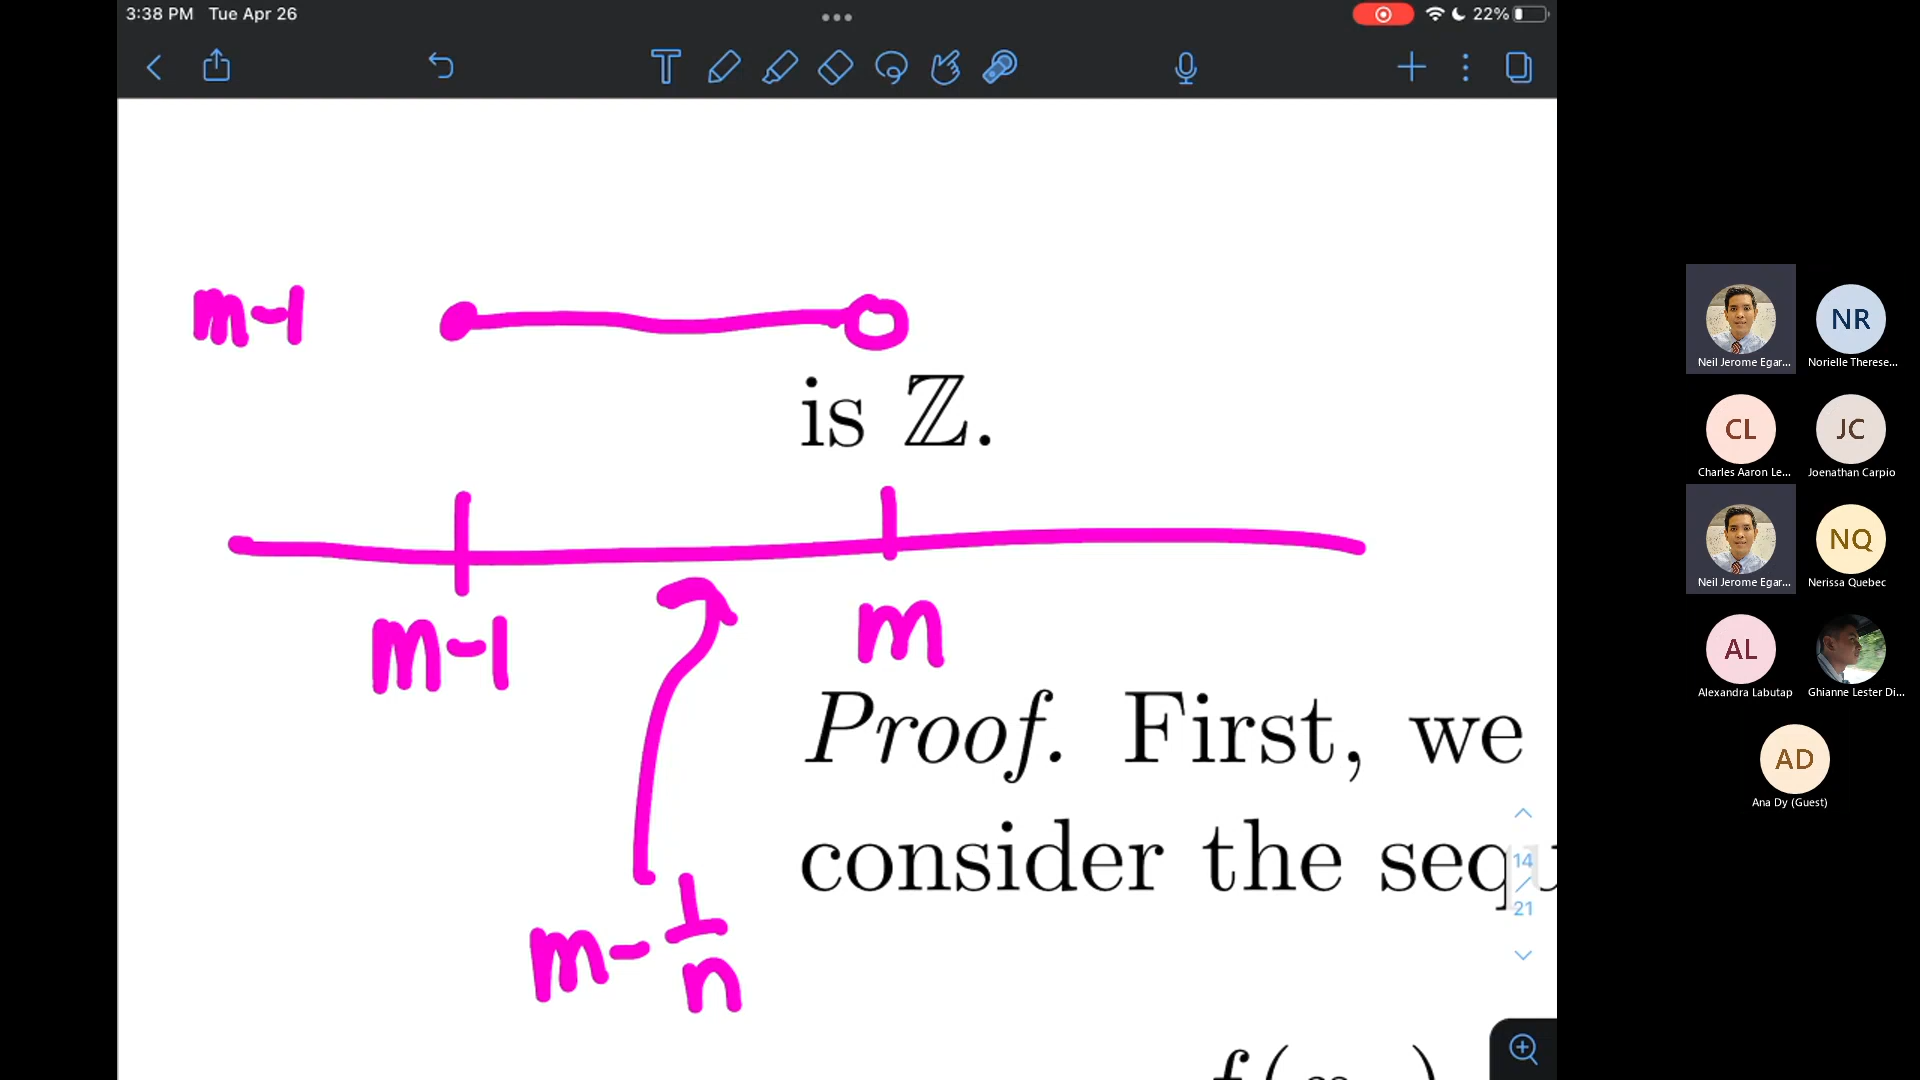 3:38 PM Tue Apr 26
22%
m-1
is ℤ.
m-1
m
Proof. First, we
consider the sequ
m - 1/n
14
/
21
Neil Jerome Egar...
NR
Norielle Therese...
CL
Charles Aaron Le...
JC
Joenathan Carpio
Neil Jerome Egar...
NQ
Nerissa Quebec
AL
Alexandra Labutap
Ghianne Lester Di...
AD
Ana Dy (Guest)